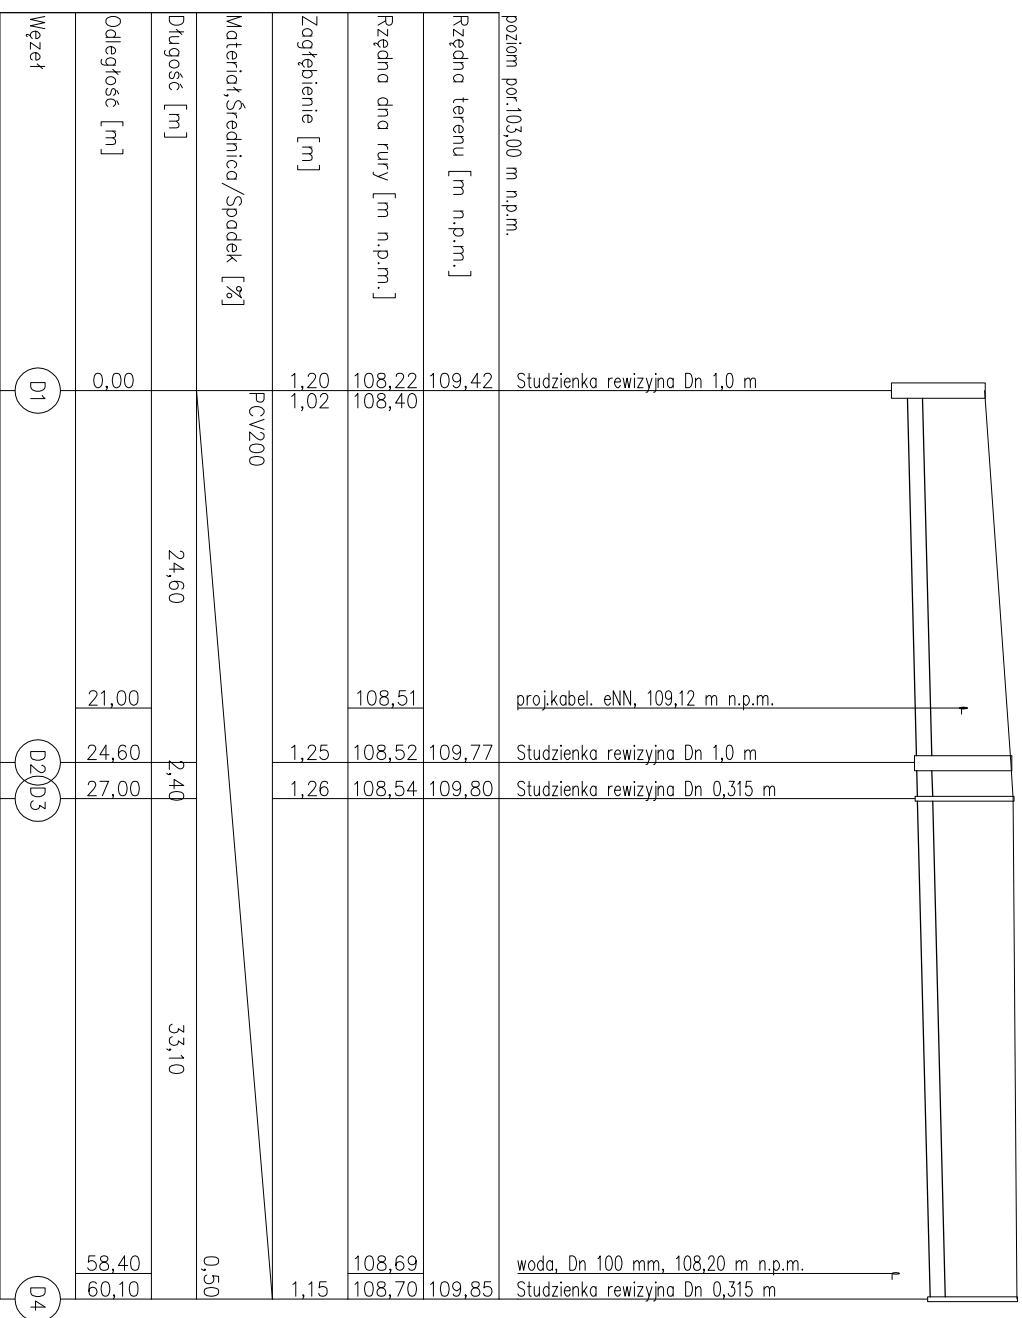 poziom por.103,00 m n.p.m.
Rzędna terenu [m n.p.m.]
Rzędna dna rury [m n.p.m.]
Zagłębienie [m]
Materiał,Średnica/Spadek [%]
Długość [m]
Odległość [m]
Węzeł
D1
0,00
1,20
108,22
109,42
Studzienka rewizyjna Dn 1,0 m
1,02
108,40
PCV200
24,60
21,00
108,51
proj.kabel. eNN, 109,12 m n.p.m.
D2
24,60
1,25
108,52
109,77
Studzienka rewizyjna Dn 1,0 m
2,40
D3
27,00
1,26
108,54
109,80
Studzienka rewizyjna Dn 0,315 m
33,10
58,40
108,69
woda, Dn 100 mm, 108,20 m n.p.m.
0,50
D4
60,10
1,15
108,70
109,85
Studzienka rewizyjna Dn 0,315 m